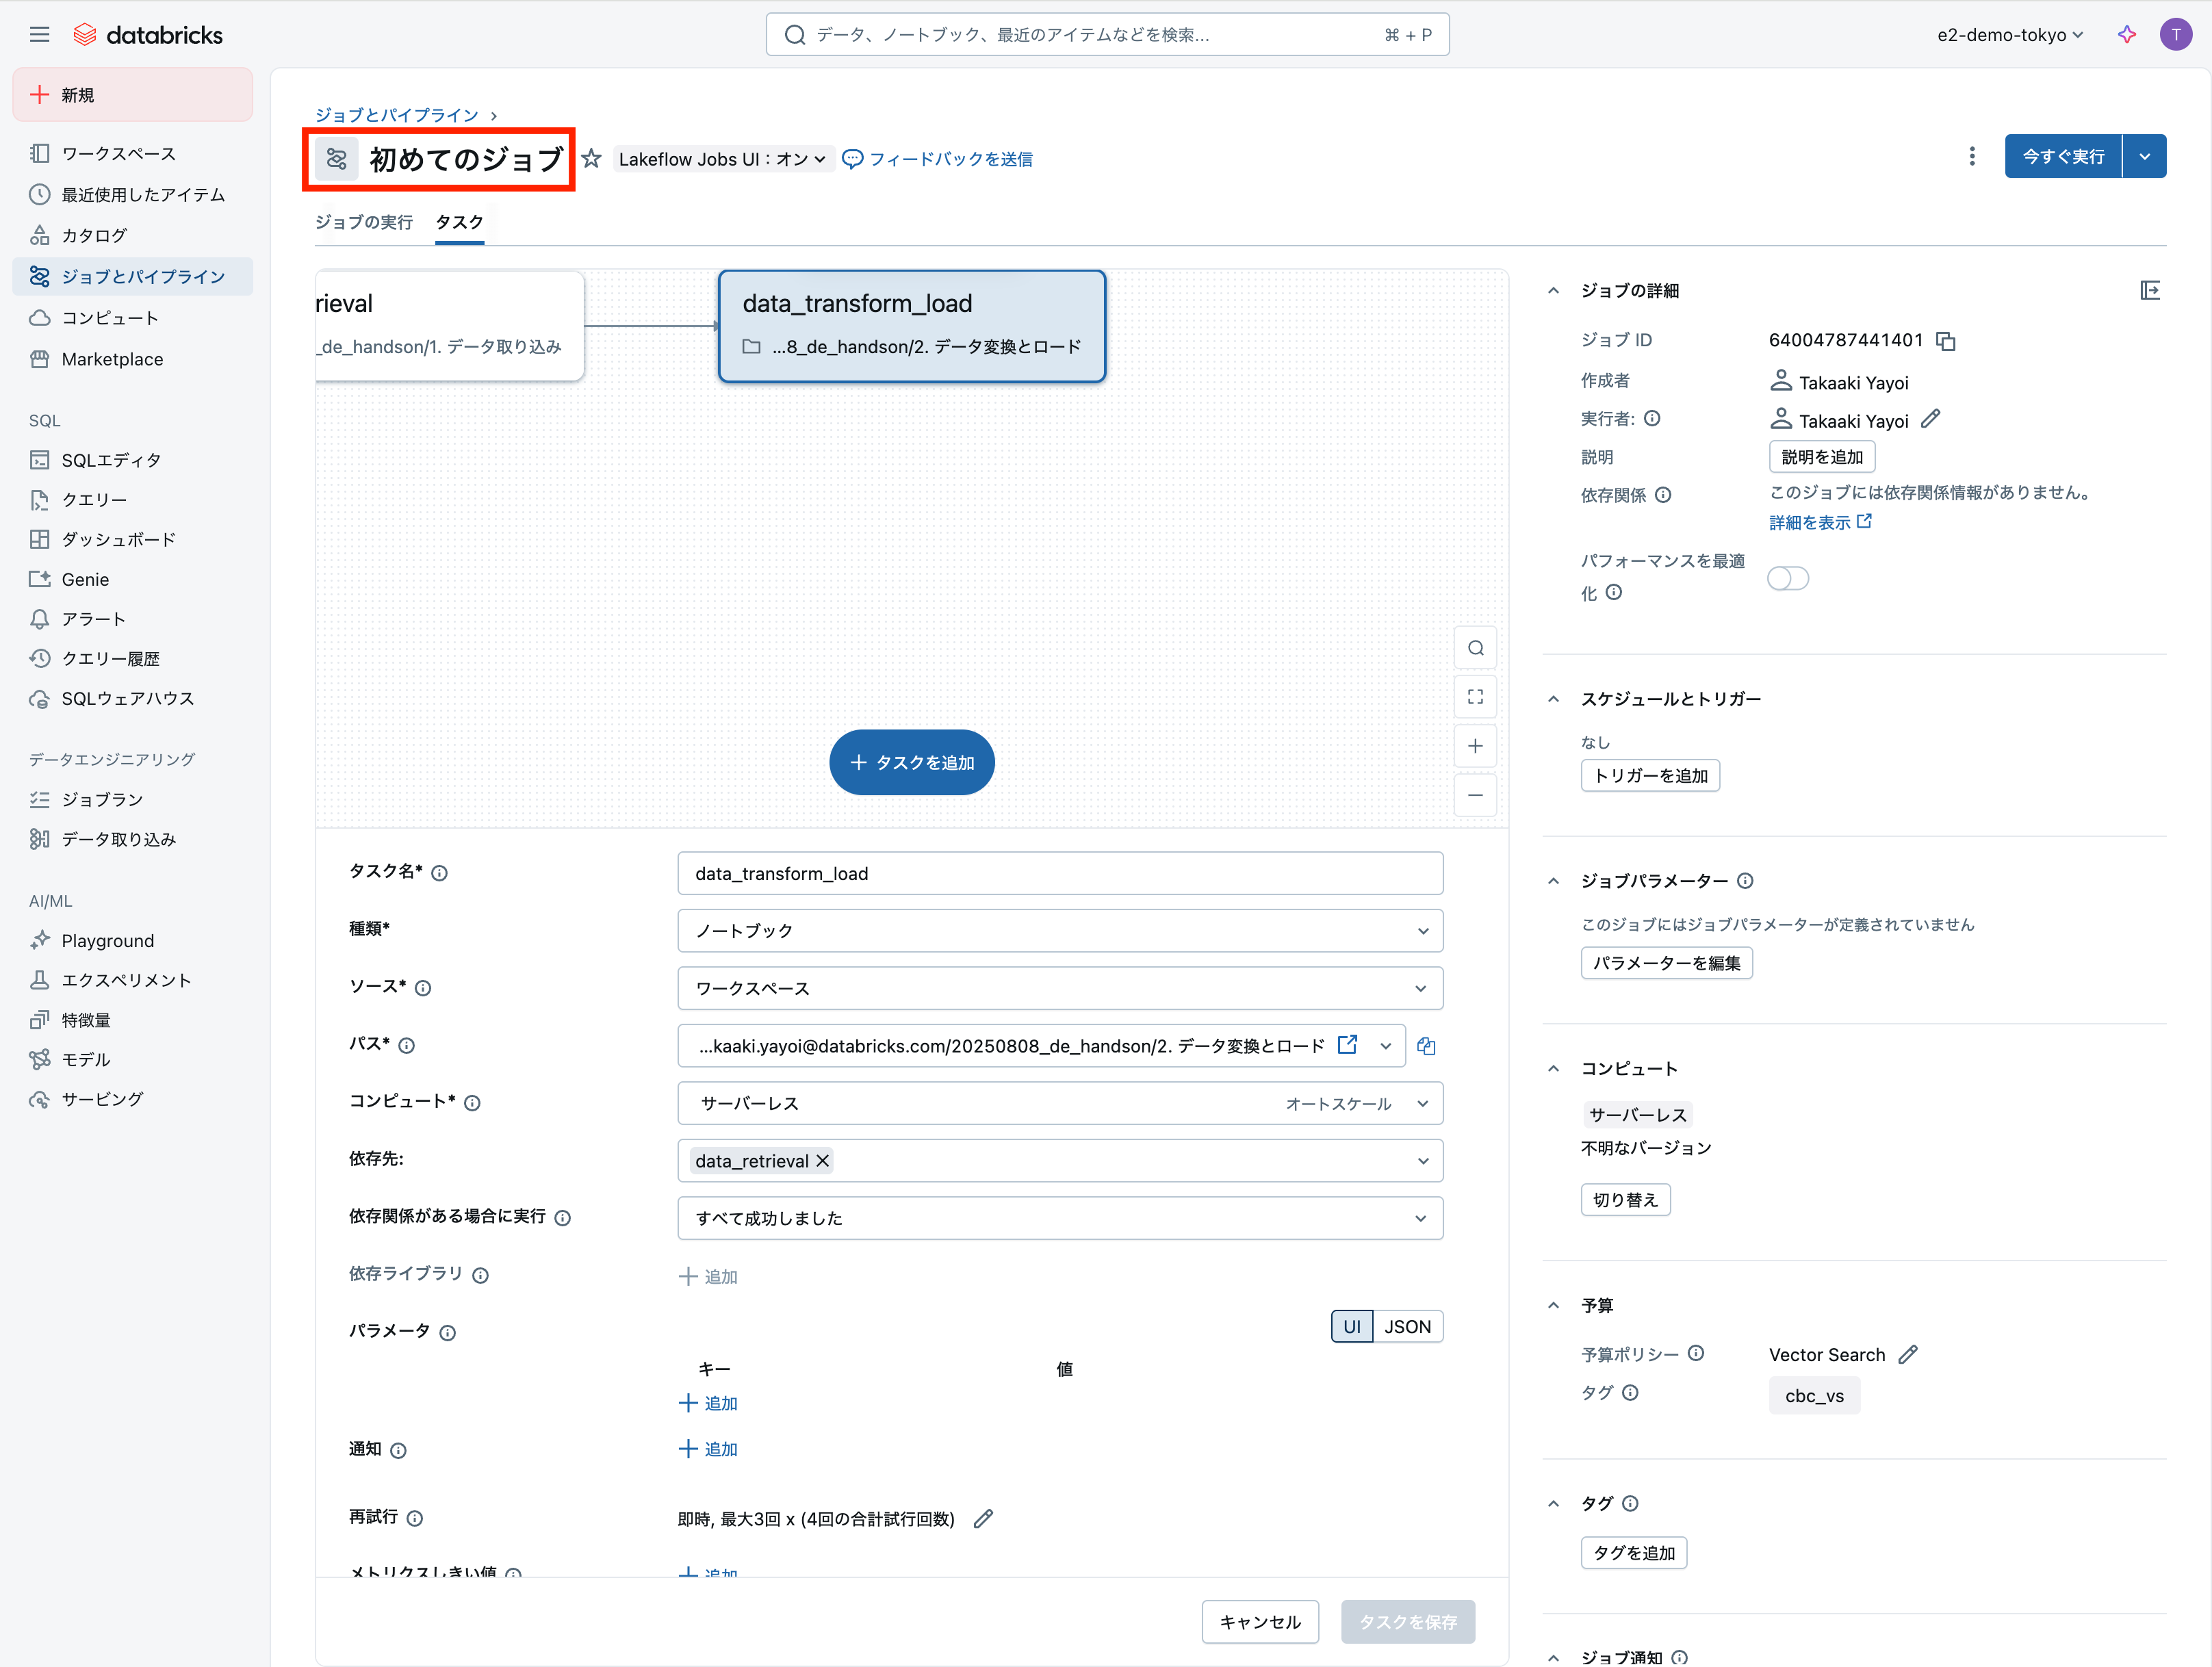 databricks
データ、ノートブック、最近のアイテムなどを検索...
⌘ + P
e2-demo-tokyo
T
新規
ワークスペース
最近使用したアイテム
カタログ
ジョブとパイプライン
コンピュート
Marketplace
SQL
SQLエディタ
クエリー
ダッシュボード
Genie
アラート
クエリー履歴
SQLウェアハウス
データエンジニアリング
ジョブラン
データ取り込み
AI/ML
Playground
エクスペリメント
特徴量
モデル
サービング
ジョブとパイプライン
初めてのジョブ
Lakeflow Jobs UI：オン
フィードバックを送信
今すぐ実行
ジョブの実行
タスク
rieval
_de_handson/1. データ取り込み
data_transform_load
...8_de_handson/2. データ変換とロード
タスクを追加
タスク名*
data_transform_load
種類*
ノートブック
ソース*
ワークスペース
パス*
...kaaki.yayoi@databricks.com/20250808_de_handson/2. データ変換とロード
コンピュート*
サーバーレス
オートスケール
依存先:
data_retrieval
依存関係がある場合に実行
すべて成功しました
依存ライブラリ
追加
パラメータ
UI
JSON
キー
値
追加
通知
追加
再試行
即時, 最大3回 x (4回の合計試行回数)
メトリクスしきい値
追加
キャンセル
タスクを保存
ジョブの詳細
ジョブ ID
64004787441401
作成者
Takaaki Yayoi
実行者:
Takaaki Yayoi
説明
説明を追加
依存関係
このジョブには依存関係情報がありません。
詳細を表示
パフォーマンスを最適
化
スケジュールとトリガー
なし
トリガーを追加
ジョブパラメーター
このジョブにはジョブパラメーターが定義されていません
パラメーターを編集
コンピュート
サーバーレス
不明なバージョン
切り替え
予算
予算ポリシー
Vector Search
タグ
cbc_vs
タグ
タグを追加
ジョブ通知